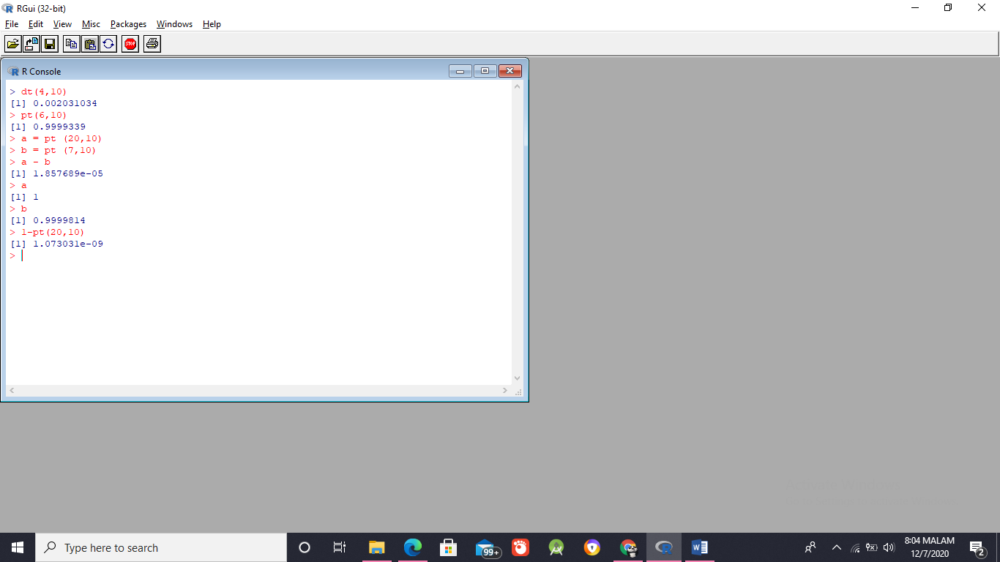 RGui (32-bit)
File Edit View Misc Packages Windows Help
STOP
R Console
> dt(4,10)
[1] 0.002031034
> pt(6,10)
[1] 0.9999339
> a = pt (20,10)
> b = pt (7,10)
> a - b
[1] 1.857689e-05
> a
[1] 1
> b
[1] 0.9999814
> 1-pt(20,10)
[1] 1.073031e-09
>
Type here to search
99+
8:04 MALAM
12/7/2020
2